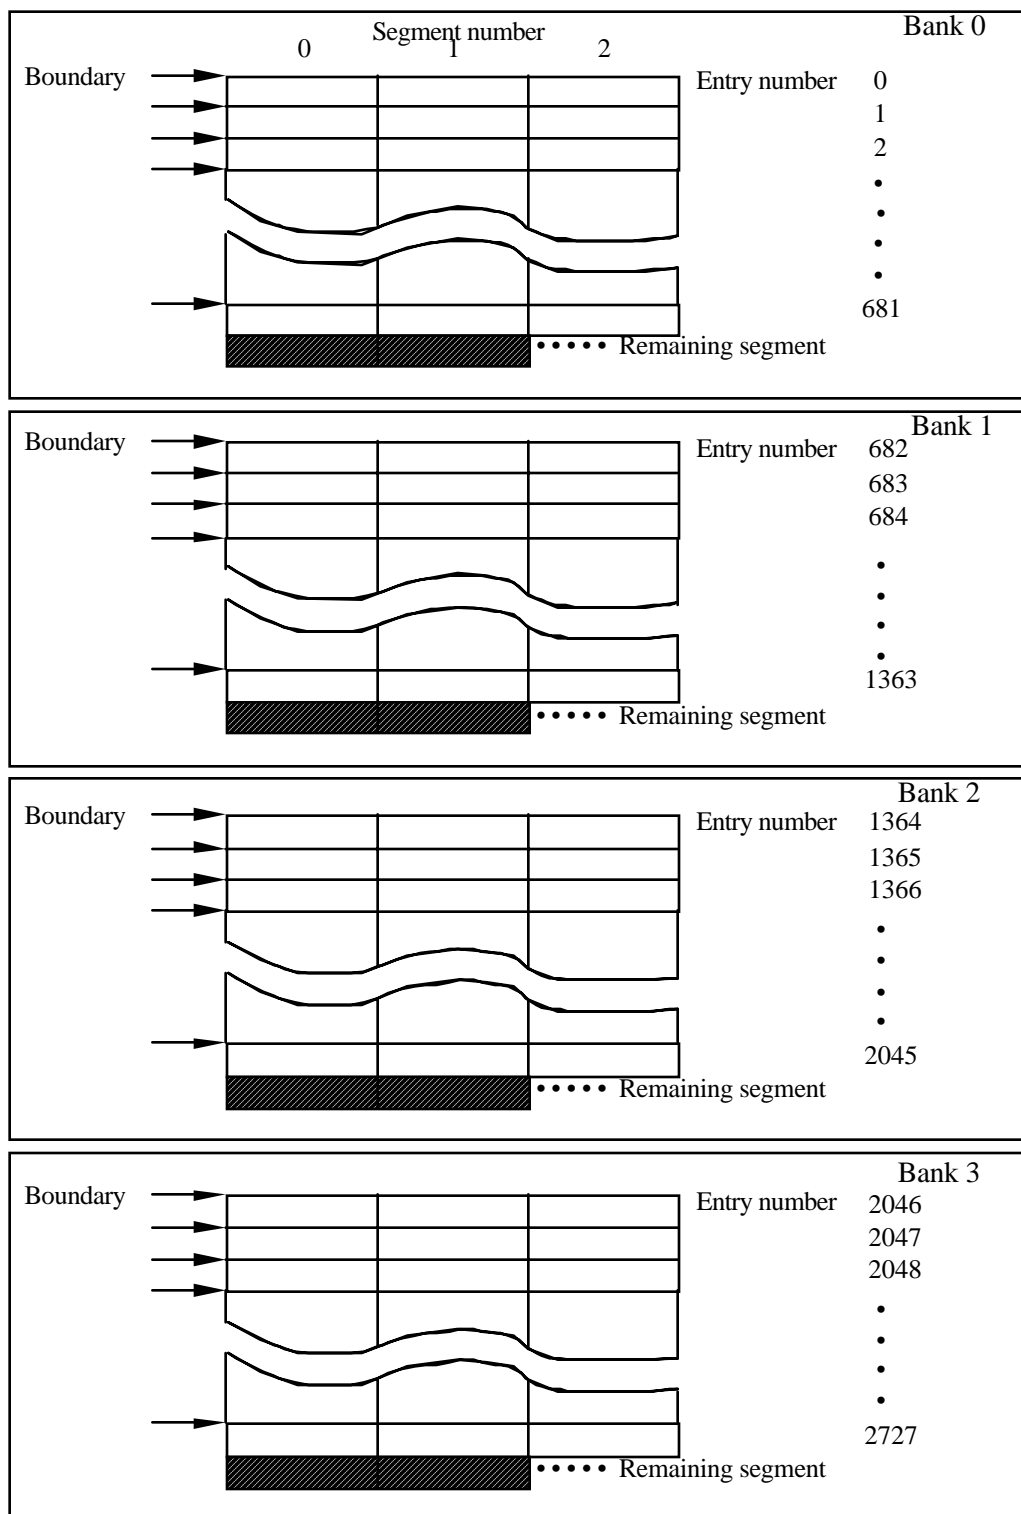 Bank 0
Segment number
0 1 2
Boundary Entry number 0
1
2
•
•
•
•
681
••••• Remaining segment
Bank 1
Boundary Entry number 682
683
684
•
•
•
•
1363
••••• Remaining segment
Bank 2
Boundary Entry number 1364
1365
1366
•
•
•
•
2045
••••• Remaining segment
Bank 3
Boundary Entry number 2046
2047
2048
•
•
•
•
2727
••••• Remaining segment